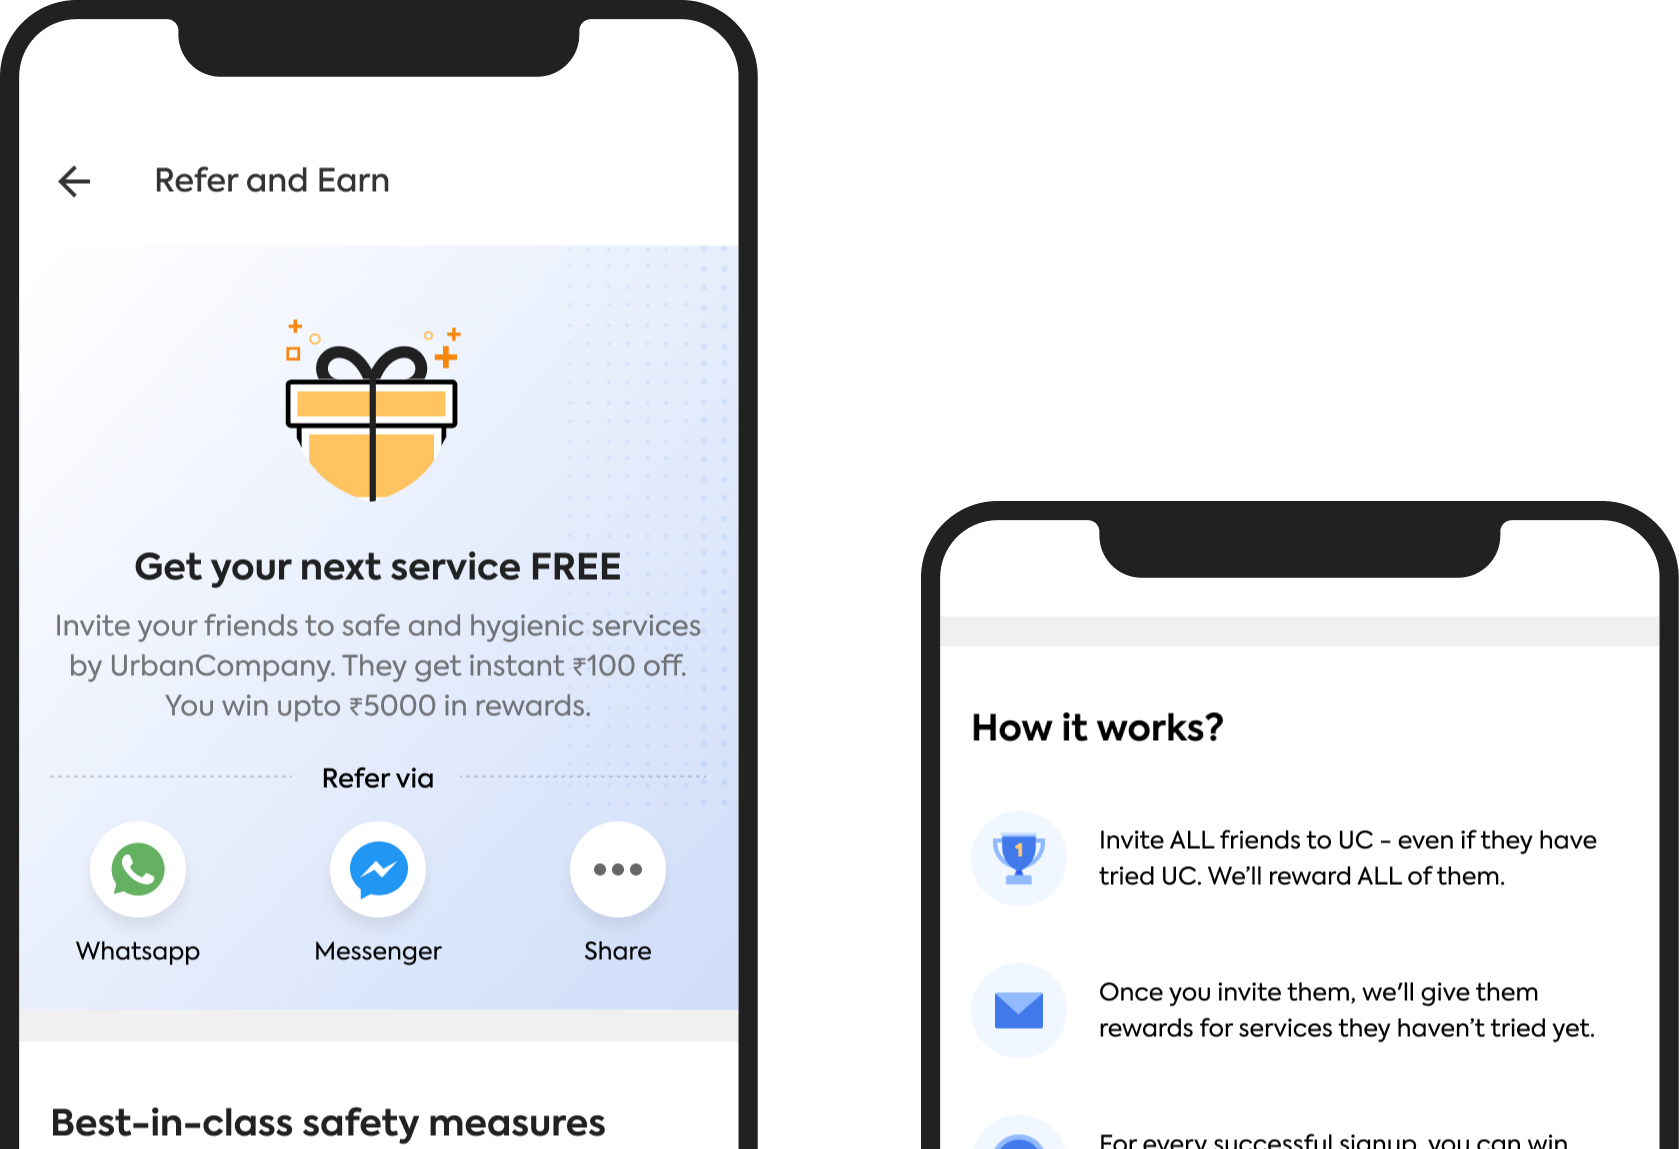 Refer and Earn
Get your next service FREE
Invite your friends to safe and hygienic services
by UrbanCompany. They get instant ₹100 off.
You win upto ₹5000 in rewards.
Refer via
Whatsapp
Messenger
Share
Best-in-class safety measures
How it works?
1
Invite ALL friends to UC - even if they have
tried UC. We’ll reward ALL of them.
Once you invite them, we'll give them
rewards for services they haven’t tried yet.
For every successful signup, you can win